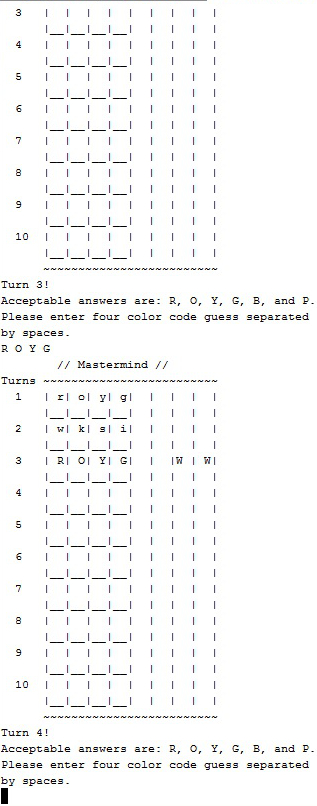 3 | | | | | | | | |
|__|__|__|__| | | | |
4 | | | | | | | | |
|__|__|__|__| | | | |
5 | | | | | | | | |
|__|__|__|__| | | | |
6 | | | | | | | | |
|__|__|__|__| | | | |
7 | | | | | | | | |
|__|__|__|__| | | | |
8 | | | | | | | | |
|__|__|__|__| | | | |
9 | | | | | | | | |
|__|__|__|__| | | | |
10 | | | | | | | | |
|__|__|__|__| | | | |
~~~~~~~~~~~~~~~~~~~~~~~~~
Turn 3!
Acceptable answers are: R, O, Y, G, B, and P.
Please enter four color code guess separated
by spaces.
R O Y G
// Mastermind //
Turns ~~~~~~~~~~~~~~~~~~~~~~~~~
1 | r| o| y| g| | | | |
|__|__|__|__| | | | |
2 | w| k| s| i| | | | |
|__|__|__|__| | | | |
3 | R| O| Y| G| | |W | W|
|__|__|__|__| | | | |
4 | | | | | | | | |
|__|__|__|__| | | | |
5 | | | | | | | | |
|__|__|__|__| | | | |
6 | | | | | | | | |
|__|__|__|__| | | | |
7 | | | | | | | | |
|__|__|__|__| | | | |
8 | | | | | | | | |
|__|__|__|__| | | | |
9 | | | | | | | | |
|__|__|__|__| | | | |
10 | | | | | | | | |
|__|__|__|__| | | | |
~~~~~~~~~~~~~~~~~~~~~~~~~
Turn 4!
Acceptable answers are: R, O, Y, G, B, and P.
Please enter four color code guess separated
by spaces.